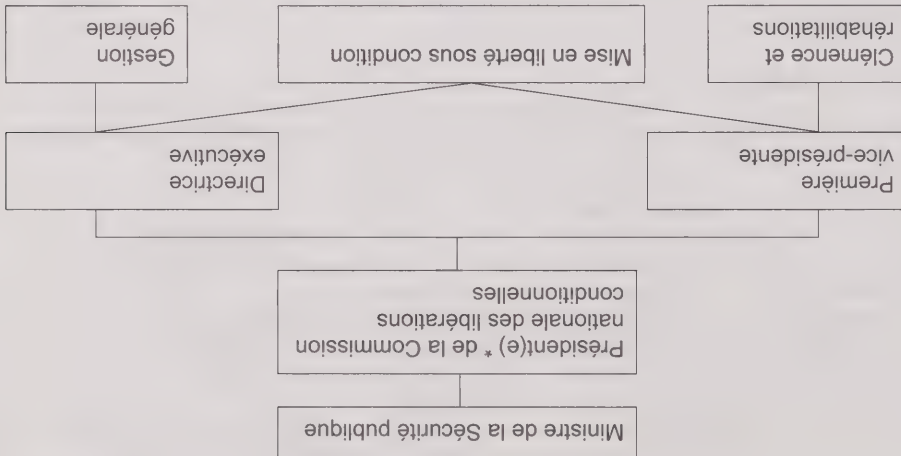 Ministre de la Sécurité publique
Président(e) * de la Commission
nationale des libérations
conditionnelles
Première
vice-présidente
Directrice
exécutive
Clémence et
réhabilitations
Mise en liberté sous condition
Gestion
générale